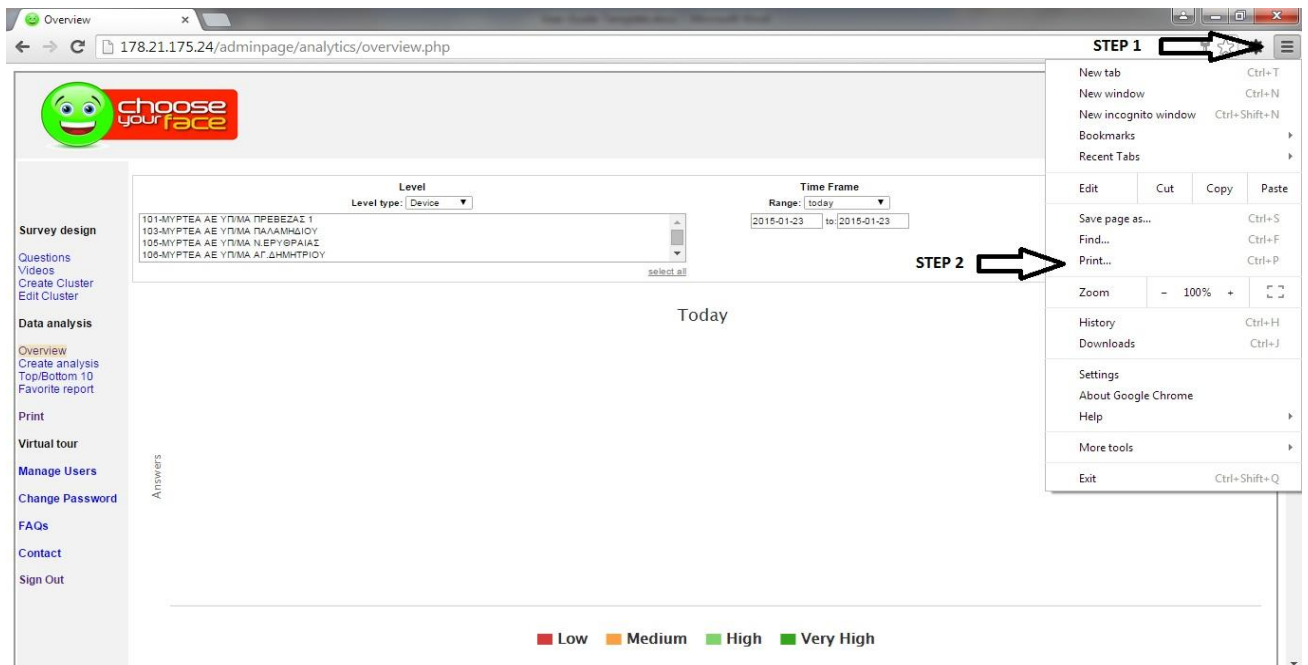 Overview
178.21.175.24/adminpage/analytics/overview.php
STEP 1
choose
your face
New tab Ctrl+T
New window Ctrl+N
New incognito window Ctrl+Shift+N
Bookmarks
Recent Tabs
Edit Cut Copy Paste
Save page as... Ctrl+S
Find... Ctrl+F
STEP 2
Print... Ctrl+P
Zoom - 100% +
History Ctrl+H
Downloads Ctrl+J
Settings
About Google Chrome
Help
More tools
Exit Ctrl+Shift+Q
Level
Level type: Device
101-ΜΥΡΤΕΑ ΑΕ ΥΠ/ΜΑ ΠΡΕΒΕΖΑΣ 1
103-ΜΥΡΤΕΑ ΑΕ ΥΠ/ΜΑ ΠΑΛΑΜΗΔΙΟΥ
105-ΜΥΡΤΕΑ ΑΕ ΥΠ/ΜΑ Ν.ΕΡΥΘΡΑΙΑΣ
106-ΜΥΡΤΕΑ ΑΕ ΥΠ/ΜΑ ΑΓ.ΔΗΜΗΤΡΙΟΥ
select all
Time Frame
Range: today
2015-01-23 to: 2015-01-23
Survey design
Questions
Videos
Create Cluster
Edit Cluster
Data analysis
Overview
Create analysis
Top/Bottom 10
Favorite report
Print
Virtual tour
Manage Users
Change Password
FAQs
Contact
Sign Out
Today
Answers
Low Medium High Very High